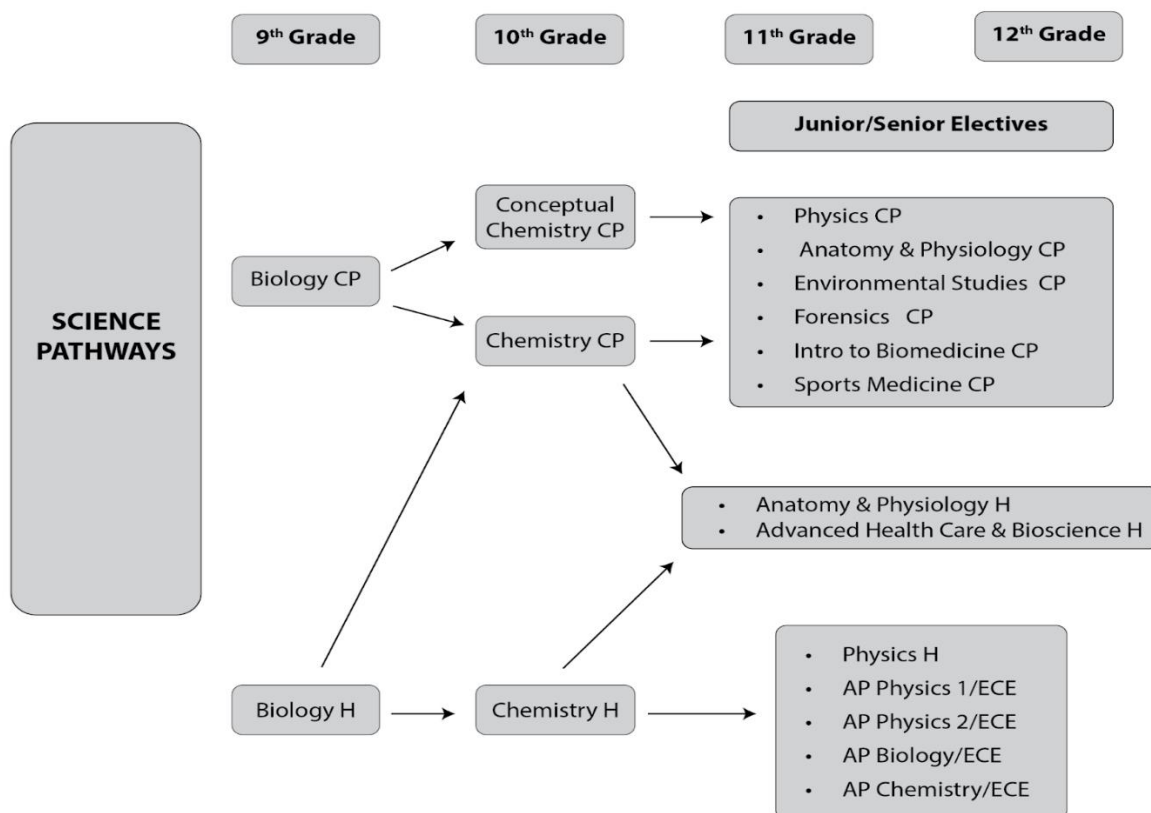 9th Grade
10th Grade
11th Grade
12th Grade
Junior/Senior Electives
SCIENCE
PATHWAYS
Biology CP
Conceptual
Chemistry CP
Chemistry CP
• Physics CP
• Anatomy & Physiology CP
• Environmental Studies CP
• Forensics CP
• Intro to Biomedicine CP
• Sports Medicine CP
• Anatomy & Physiology H
• Advanced Health Care & Bioscience H
Biology H
Chemistry H
• Physics H
• AP Physics 1/ECE
• AP Physics 2/ECE
• AP Biology/ECE
• AP Chemistry/ECE